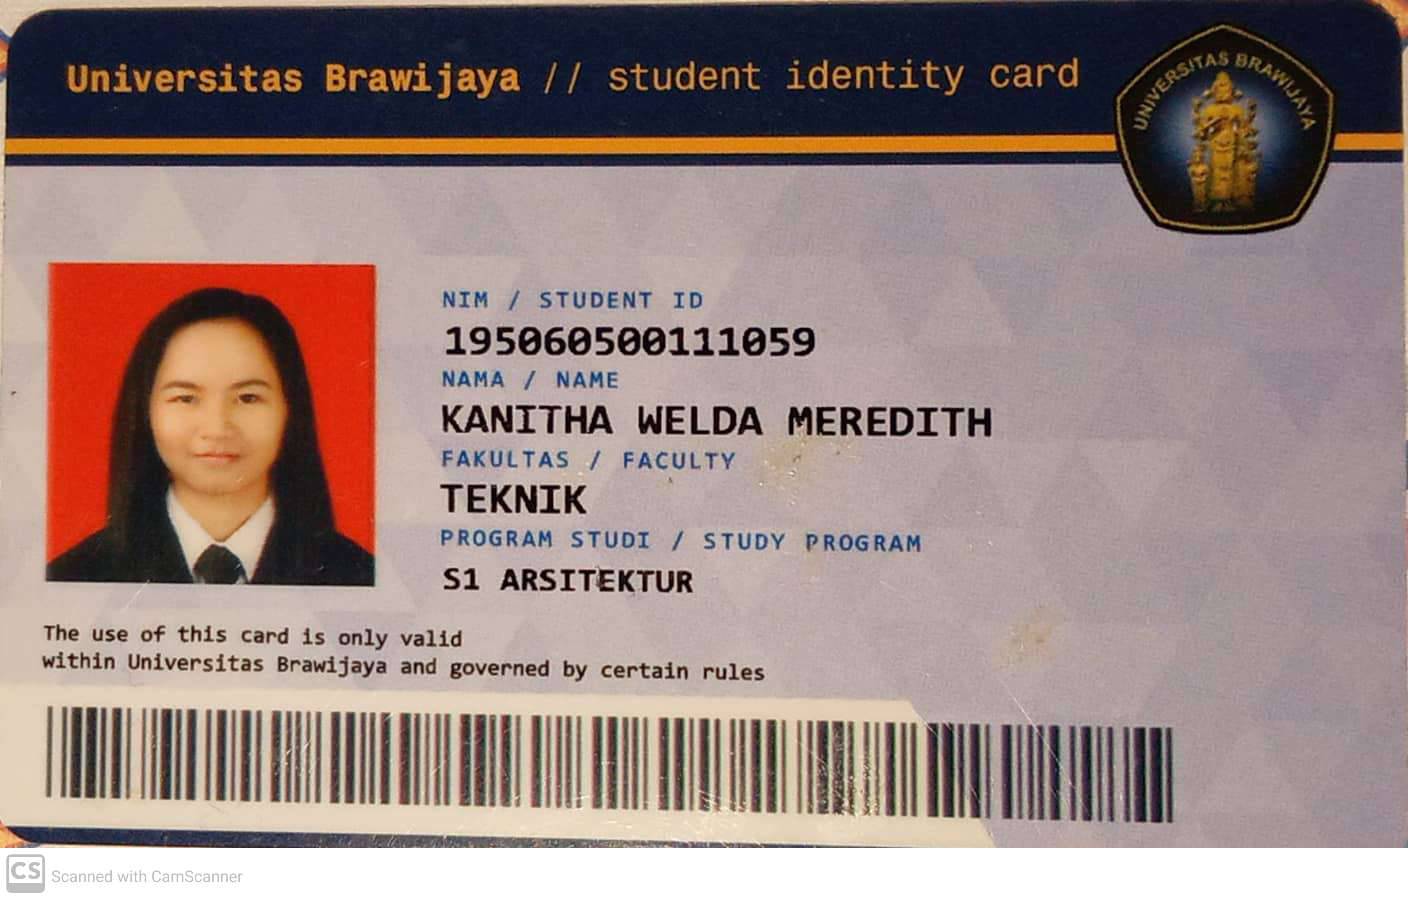 Universitas Brawijaya // student identity card
UNIVERSITAS BRAWIJAYA
NIM / STUDENT ID
195060500111059
NAMA / NAME
KANITHA WELDA MEREDITH
FAKULTAS / FACULTY
TEKNIK
PROGRAM STUDI / STUDY PROGRAM
S1 ARSITEKTUR
The use of this card is only valid
within Universitas Brawijaya and governed by certain rules
CS Scanned with CamScanner